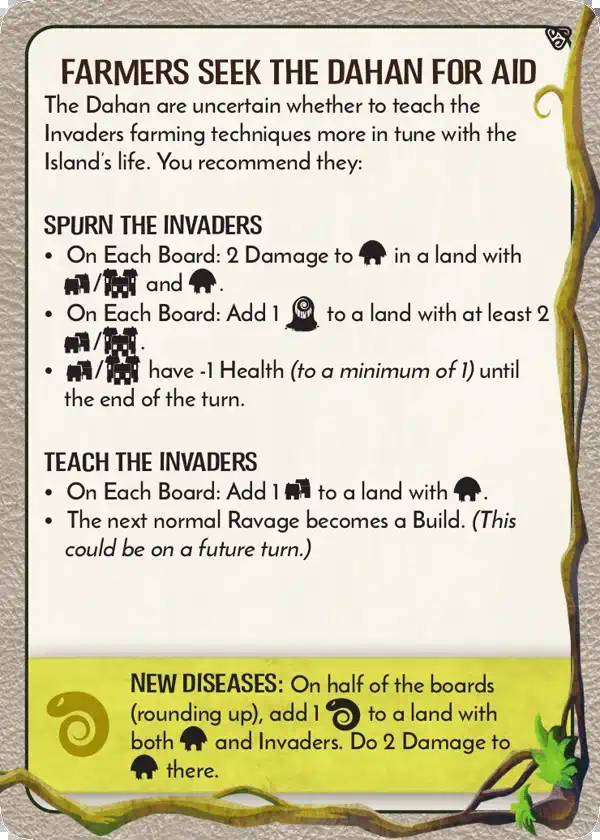 FARMERS SEEK THE DAHAN FOR AID
The Dahan are uncertain whether to teach the
Invaders farming techniques more in tune with the
Island's life. You recommend they:
SPURN THE INVADERS
• On Each Board: 2 Damage to in a land with
/ and .
• On Each Board: Add 1 to a land with at least 2
/ .
• / have -1 Health (to a minimum of 1) until
the end of the turn.
TEACH THE INVADERS
• On Each Board: Add 1 to a land with .
• The next normal Ravage becomes a Build. (This
could be on a future turn.)
NEW DISEASES: On half of the boards
(rounding up), add 1 to a land with
both and Invaders. Do 2 Damage to
there.